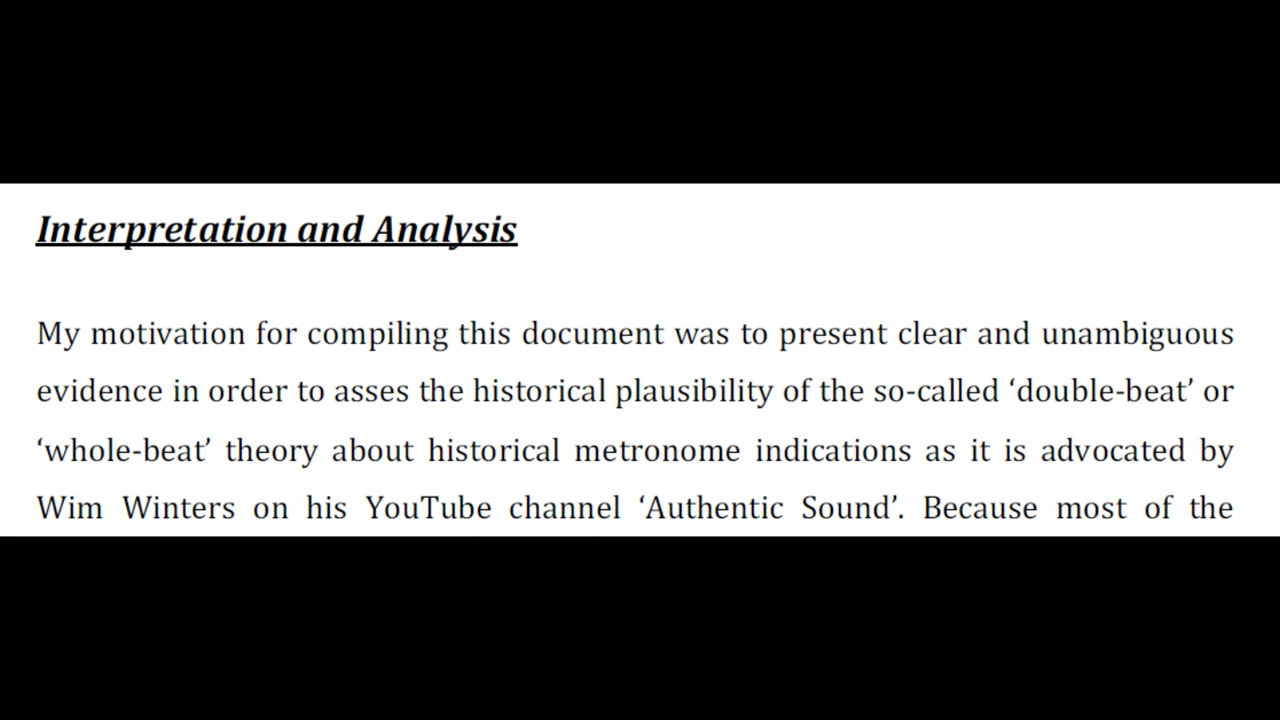 Interpretation and Analysis
My motivation for compiling this document was to present clear and unambiguous
evidence in order to asses the historical plausibility of the so-called ‘double-beat’ or
‘whole-beat’ theory about historical metronome indications as it is advocated by
Wim Winters on his YouTube channel ‘Authentic Sound’. Because most of the